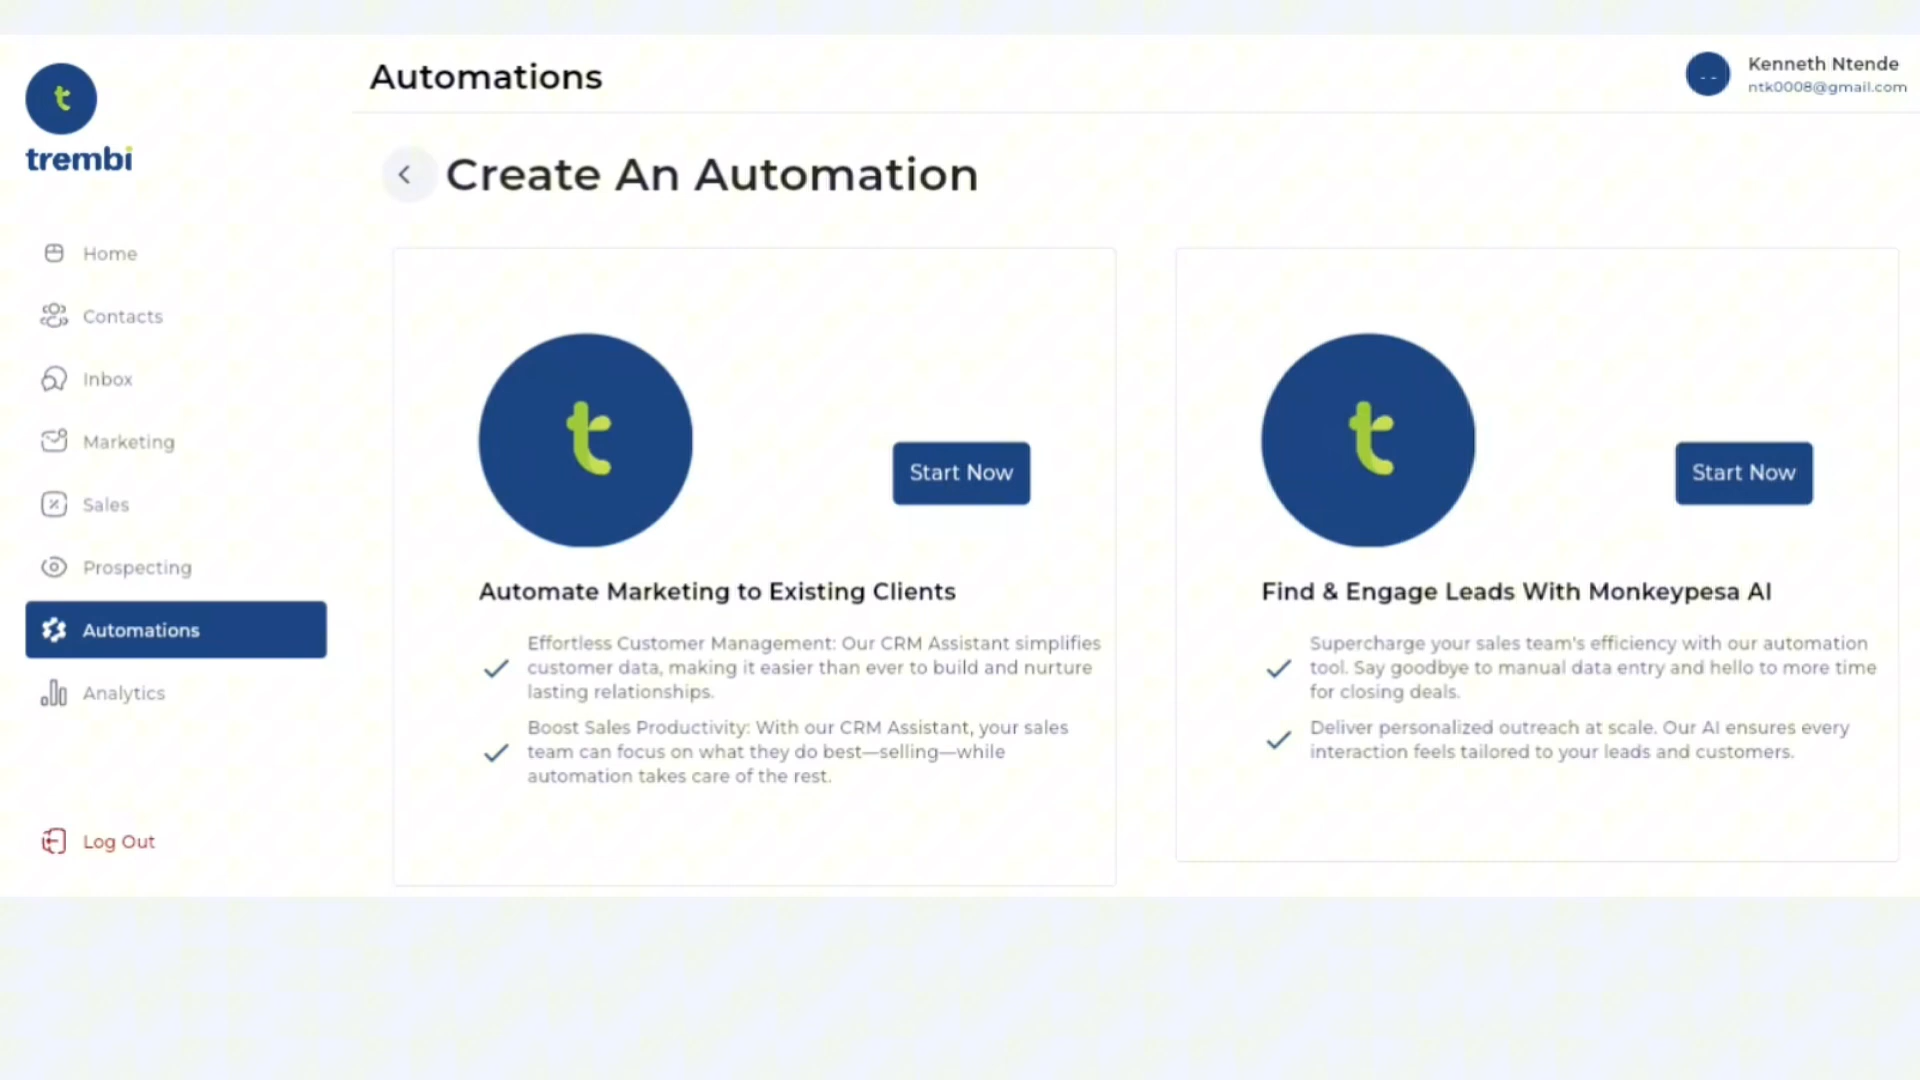 t
trembi
Automations
-- 
Kenneth Ntende
ntk0008@gmail.com
Create An Automation
Home
Contacts
Inbox
Marketing
Sales
Prospecting
Automations
Analytics
Log Out
t
Start Now
Automate Marketing to Existing Clients
Effortless Customer Management: Our CRM Assistant simplifies
customer data, making it easier than ever to build and nurture
lasting relationships.
Boost Sales Productivity: With our CRM Assistant, your sales
team can focus on what they do best—selling—while
automation takes care of the rest.
t
Start Now
Find & Engage Leads With Monkeypesa AI
Supercharge your sales team's efficiency with our automation
tool. Say goodbye to manual data entry and hello to more time
for closing deals.
Deliver personalized outreach at scale. Our AI ensures every
interaction feels tailored to your leads and customers.